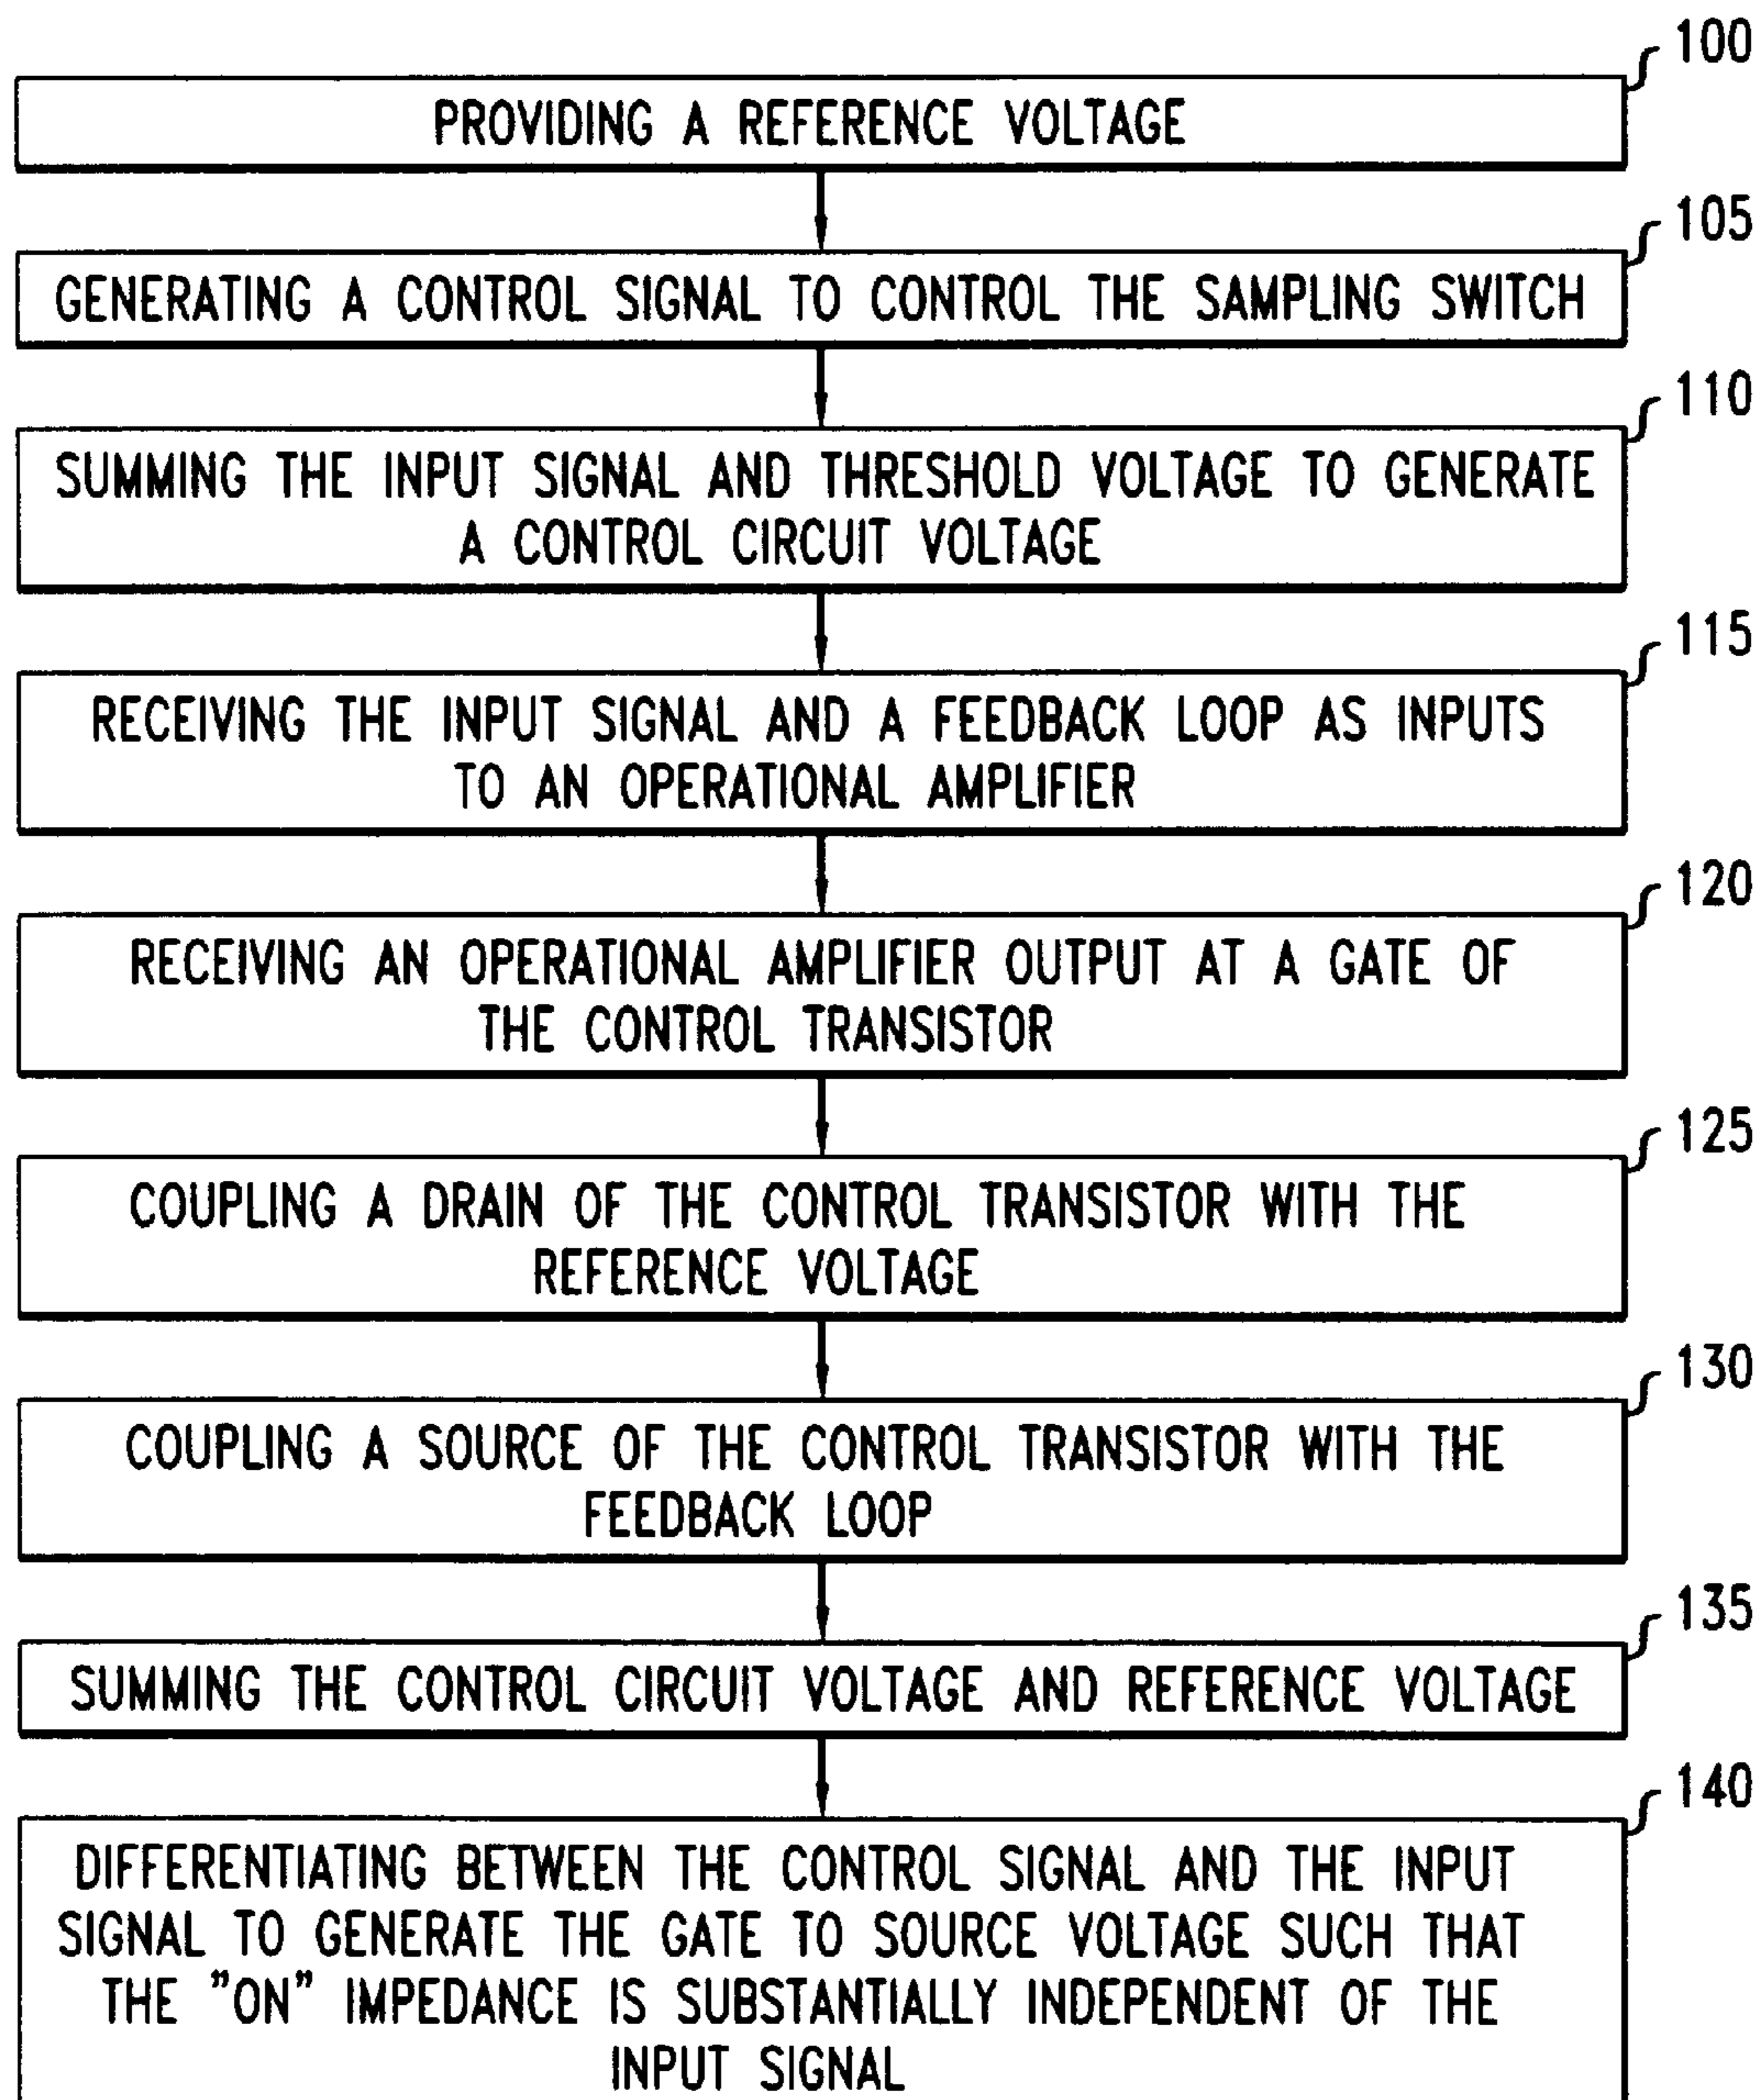 100
PROVIDING A REFERENCE VOLTAGE
105
GENERATING A CONTROL SIGNAL TO CONTROL THE SAMPLING SWITCH
110
SUMMING THE INPUT SIGNAL AND THRESHOLD VOLTAGE TO GENERATE
A CONTROL CIRCUIT VOLTAGE
115
RECEIVING THE INPUT SIGNAL AND A FEEDBACK LOOP AS INPUTS
TO AN OPERATIONAL AMPLIFIER
120
RECEIVING AN OPERATIONAL AMPLIFIER OUTPUT AT A GATE OF
THE CONTROL TRANSISTOR
125
COUPLING A DRAIN OF THE CONTROL TRANSISTOR WITH THE
REFERENCE VOLTAGE
130
COUPLING A SOURCE OF THE CONTROL TRANSISTOR WITH THE
FEEDBACK LOOP
135
SUMMING THE CONTROL CIRCUIT VOLTAGE AND REFERENCE VOLTAGE
140
DIFFERENTIATING BETWEEN THE CONTROL SIGNAL AND THE INPUT
SIGNAL TO GENERATE THE GATE TO SOURCE VOLTAGE SUCH THAT
THE ”ON” IMPEDANCE IS SUBSTANTIALLY INDEPENDENT OF THE
INPUT SIGNAL